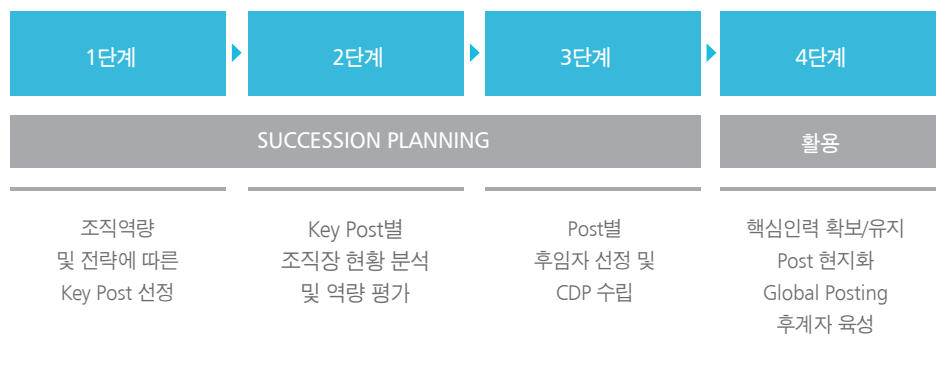 1단계
2단계
3단계
4단계
SUCCESSION PLANNING
활용
조직역량
및 전략에 따른
Key Post 선정
Key Post별
조직장 현황 분석
및 역량 평가
Post별
후임자 선정 및
CDP 수립
핵심인력 확보/유지
Post 현지화
Global Posting
후계자 육성